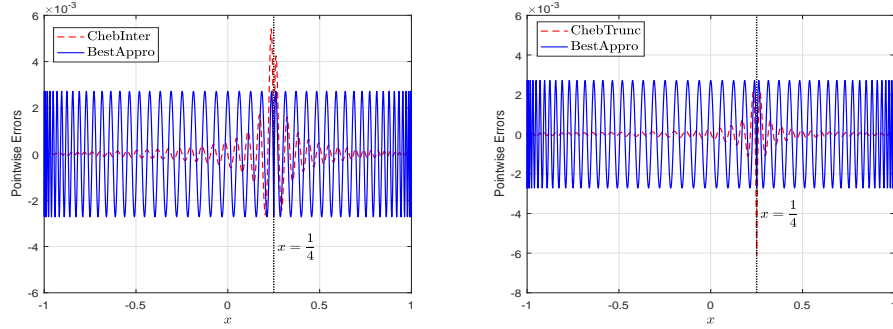 ×10⁻³
6
4
2
0
-2
-4
-6
-1
-0.5
0
0.5
1
x
Pointwise Errors
ChebInter
BestAppro
x = 1/4
×10⁻³
6
4
2
0
-2
-4
-6
-8
-1
-0.5
0
0.5
1
x
Pointwise Errors
ChebTrunc
BestAppro
x = 1/4